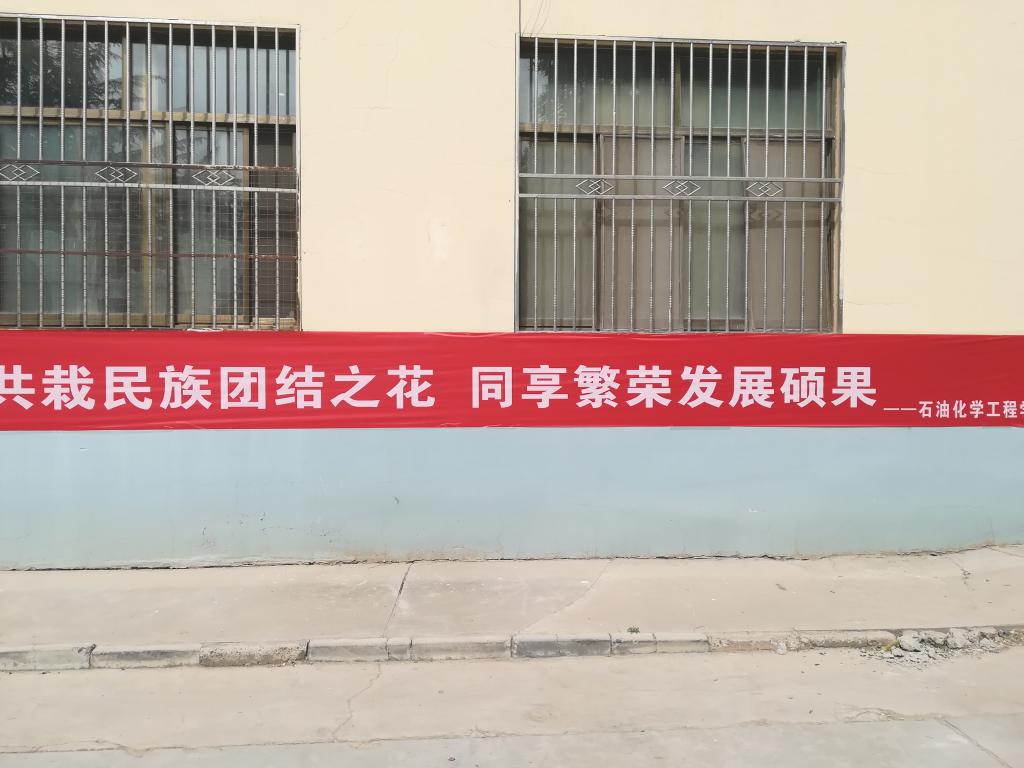 共栽民族团结之花 同享繁荣发展硕果 ——石油化学工程学